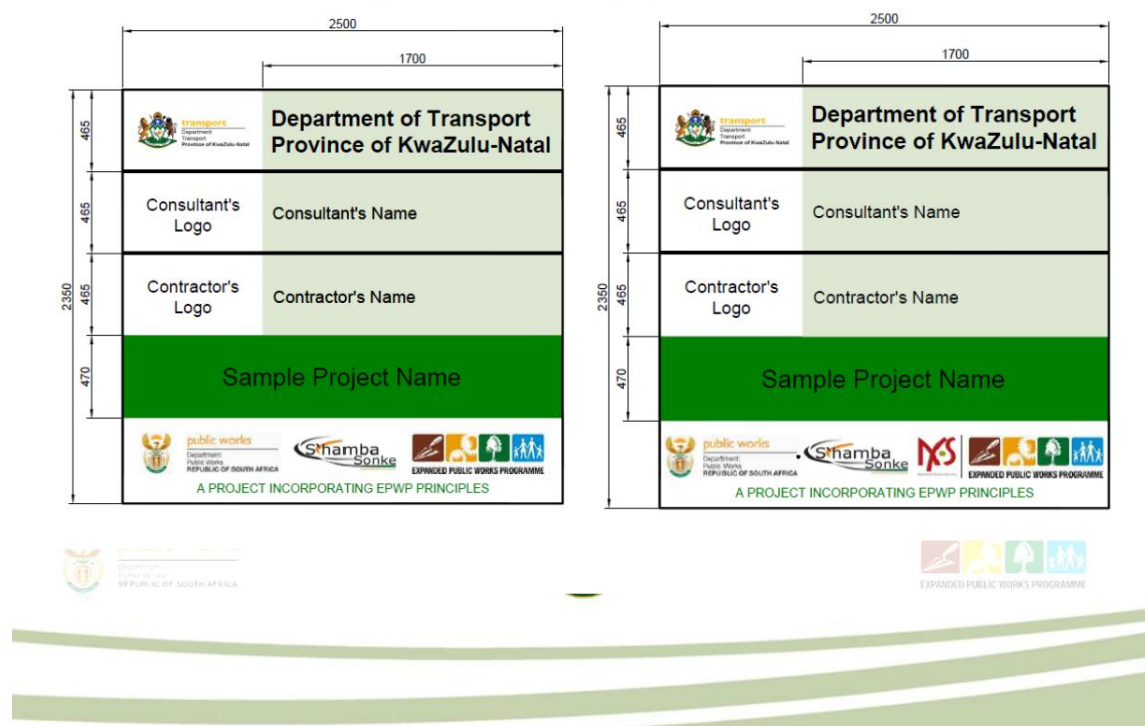 2500
1700
2350
465
465
465
470
transport
Department:
Transport
Province of KwaZulu-Natal
Department of Transport
Province of KwaZulu-Natal
Consultant's
Logo
Consultant's Name
Contractor's
Logo
Contractor's Name
Sample Project Name
public works
Department:
Public Works
REPUBLIC OF SOUTH AFRICA
S'hamba
Sonke
EXPANDED PUBLIC WORKS PROGRAMME
A PROJECT INCORPORATING EPWP PRINCIPLES
2500
1700
2350
465
465
465
470
transport
Department:
Transport
Province of KwaZulu-Natal
Department of Transport
Province of KwaZulu-Natal
Consultant's
Logo
Consultant's Name
Contractor's
Logo
Contractor's Name
Sample Project Name
public works
Department:
Public Works
REPUBLIC OF SOUTH AFRICA
S'hamba
Sonke
NYS
EXPANDED PUBLIC WORKS PROGRAMME
A PROJECT INCORPORATING EPWP PRINCIPLES
REPUBLIC OF SOUTH AFRICA
EXPANDED PUBLIC WORKS PROGRAMME